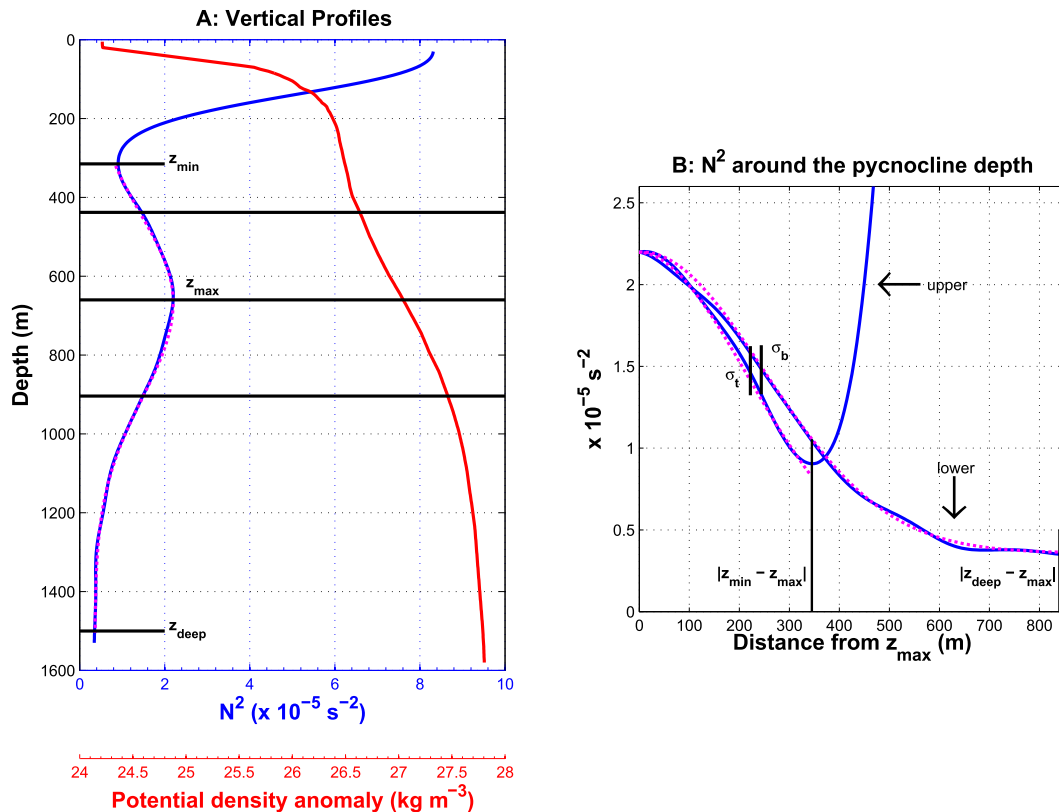 A: Vertical Profiles
0
200
400
600
800
1000
1200
1400
1600
Depth (m)
z_min
z_max
z_deep
0 2 4 6 8 10
N² (x 10⁻⁵ s⁻²)
24 24.5 25 25.5 26 26.5 27 27.5 28
Potential density anomaly (kg m⁻³)
B: N² around the pycnocline depth
2.5
2
1.5
1
0.5
0
x 10⁻⁵ s⁻²
upper
σ_b
σ_t
lower
|z_min − z_max|
|z_deep − z_max|
0 100 200 300 400 500 600 700 800
Distance from z_max (m)